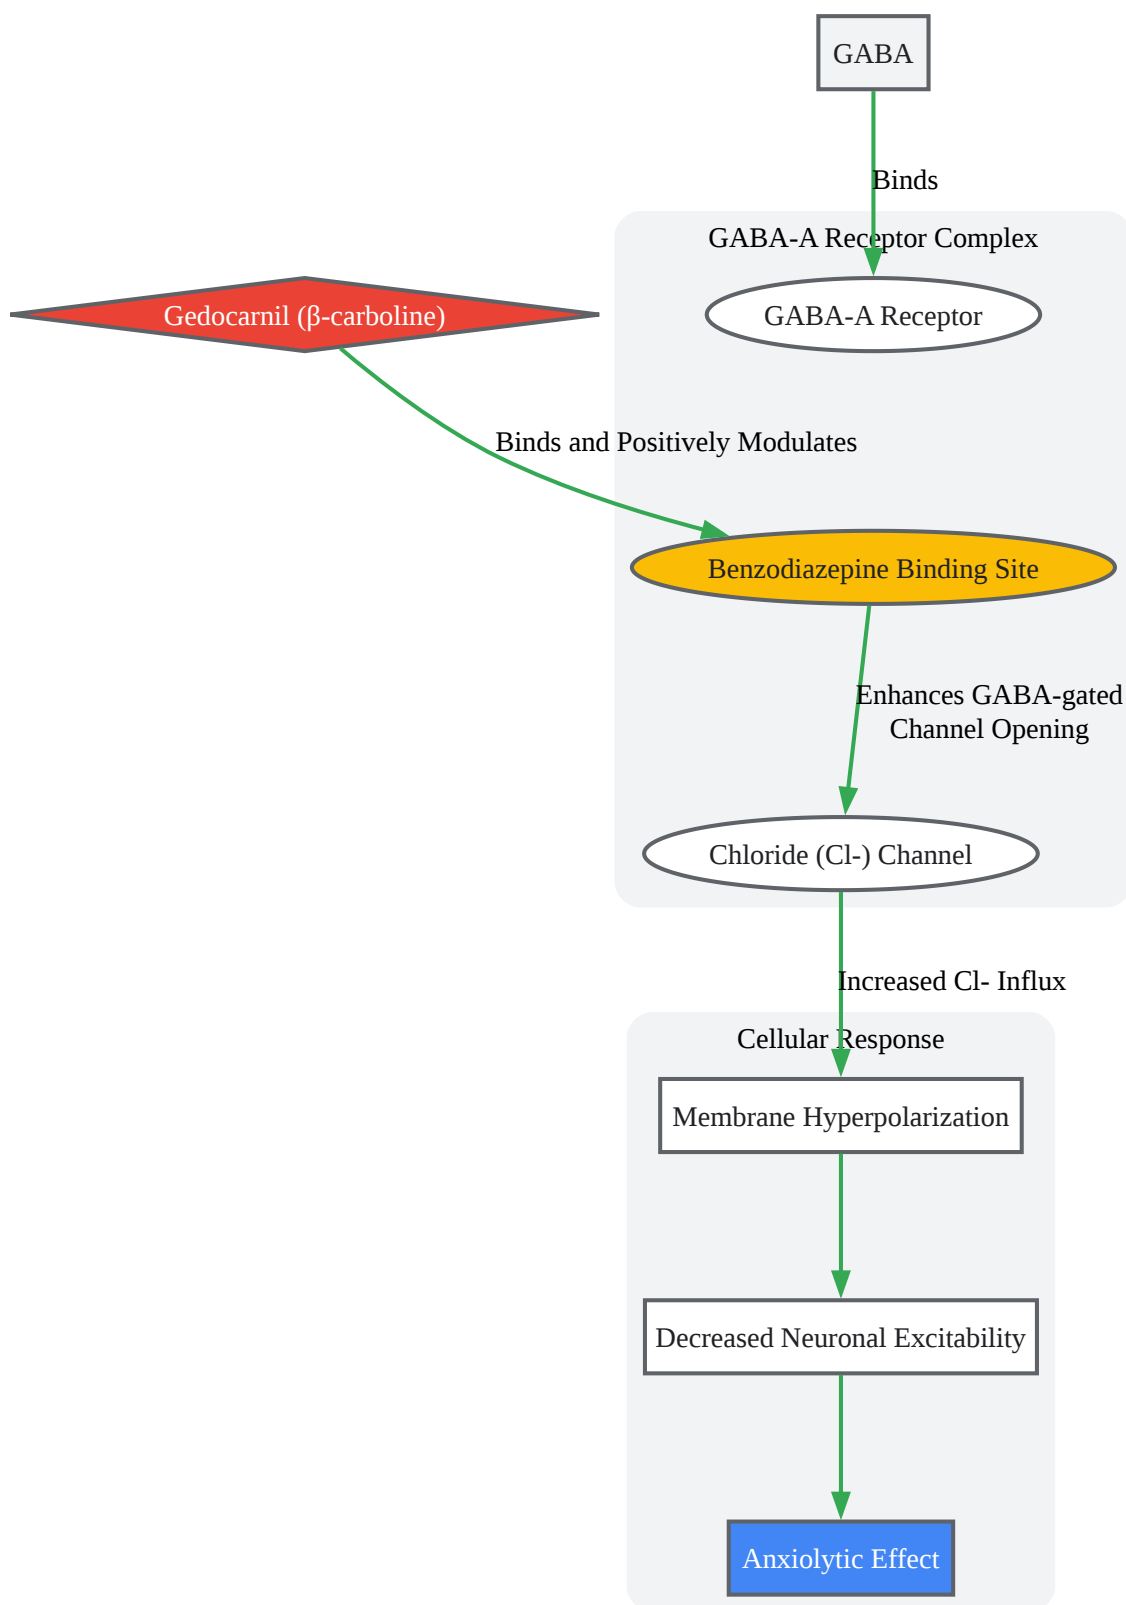 GABA
Binds
GABA-A Receptor Complex
Gedocarnil (β-carboline)
GABA-A Receptor
Binds and Positively Modulates
Benzodiazepine Binding Site
Enhances GABA-gated
Channel Opening
Chloride (Cl-) Channel
Increased Cl- Influx
Cellular Response
Membrane Hyperpolarization
Decreased Neuronal Excitability
Anxiolytic Effect